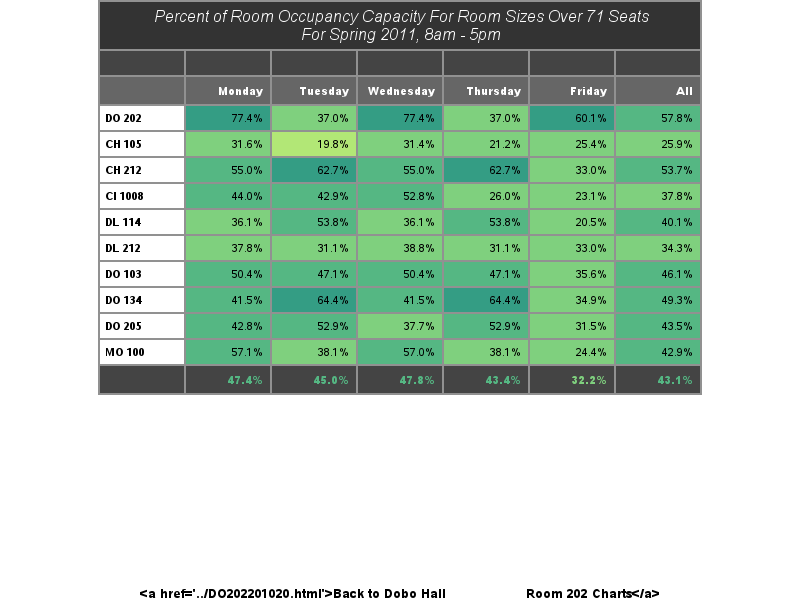 Percent of Room Occupancy Capacity For Room Sizes Over 71 Seats
For Spring 2011, 8am - 5pm
Monday Tuesday Wednesday Thursday Friday All
DO 202 77.4% 37.0% 77.4% 37.0% 60.1% 57.8%
CH 105 31.6% 19.8% 31.4% 21.2% 25.4% 25.9%
CH 212 55.0% 62.7% 55.0% 62.7% 33.0% 53.7%
CI 1008 44.0% 42.9% 52.8% 26.0% 23.1% 37.8%
DL 114 36.1% 53.8% 36.1% 53.8% 20.5% 40.1%
DL 212 37.8% 31.1% 38.8% 31.1% 33.0% 34.3%
DO 103 50.4% 47.1% 50.4% 47.1% 35.6% 46.1%
DO 134 41.5% 64.4% 41.5% 64.4% 34.9% 49.3%
DO 205 42.8% 52.9% 37.7% 52.9% 31.5% 43.5%
MO 100 57.1% 38.1% 57.0% 38.1% 24.4% 42.9%
47.4% 45.0% 47.8% 43.4% 32.2% 43.1%
<a href='../DO202201020.html'>Back to Dobo Hall Room 202 Charts</a>